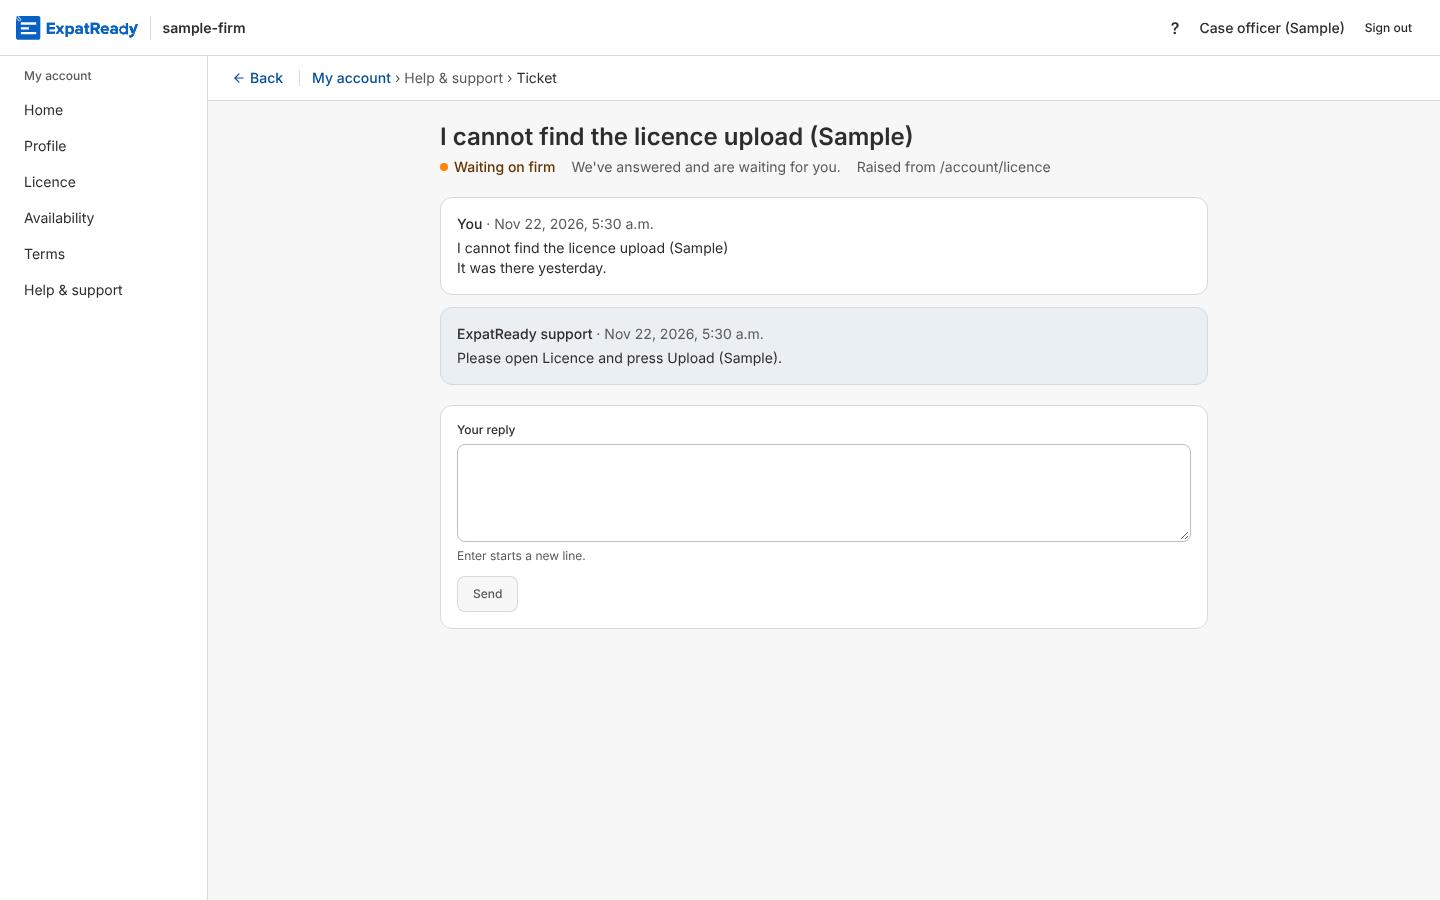 ExpatReady
sample-firm
?
Case officer (Sample)
Sign out
My account
Home
Profile
Licence
Availability
Terms
Help & support
← Back
My account › Help & support › Ticket
I cannot find the licence upload (Sample)
Waiting on firm We've answered and are waiting for you. Raised from /account/licence
You · Nov 22, 2026, 5:30 a.m.
I cannot find the licence upload (Sample)
It was there yesterday.
ExpatReady support · Nov 22, 2026, 5:30 a.m.
Please open Licence and press Upload (Sample).
Your reply
Enter starts a new line.
Send